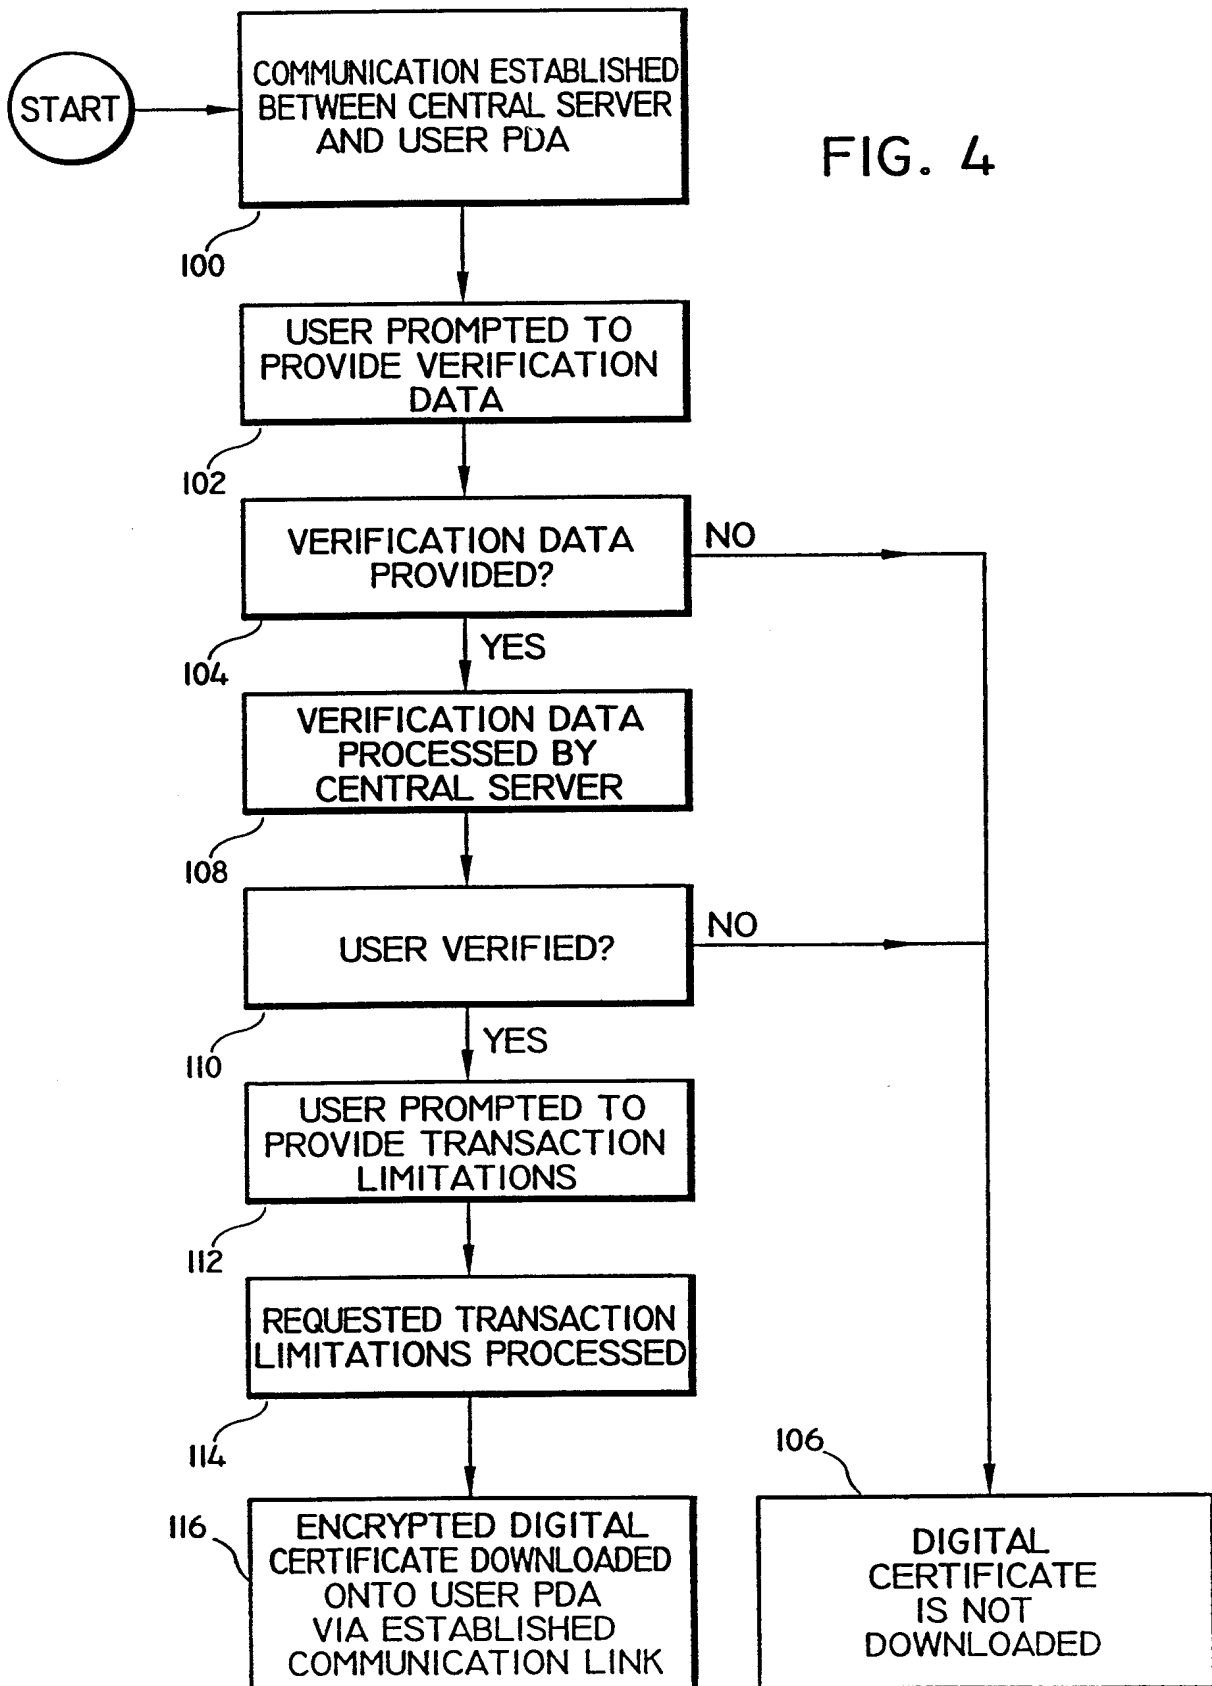 START
COMMUNICATION ESTABLISHED
BETWEEN CENTRAL SERVER
AND USER PDA
FIG. 4
100
USER PROMPTED TO
PROVIDE VERIFICATION
DATA
102
VERIFICATION DATA
PROVIDED?
NO
104
YES
VERIFICATION DATA
PROCESSED BY
CENTRAL SERVER
108
USER VERIFIED?
NO
110
YES
USER PROMPTED TO
PROVIDE TRANSACTION
LIMITATIONS
112
REQUESTED TRANSACTION
LIMITATIONS PROCESSED
114
116
ENCRYPTED DIGITAL
CERTIFICATE DOWNLOADED
ONTO USER PDA
VIA ESTABLISHED
COMMUNICATION LINK
106
DIGITAL
CERTIFICATE
IS NOT
DOWNLOADED